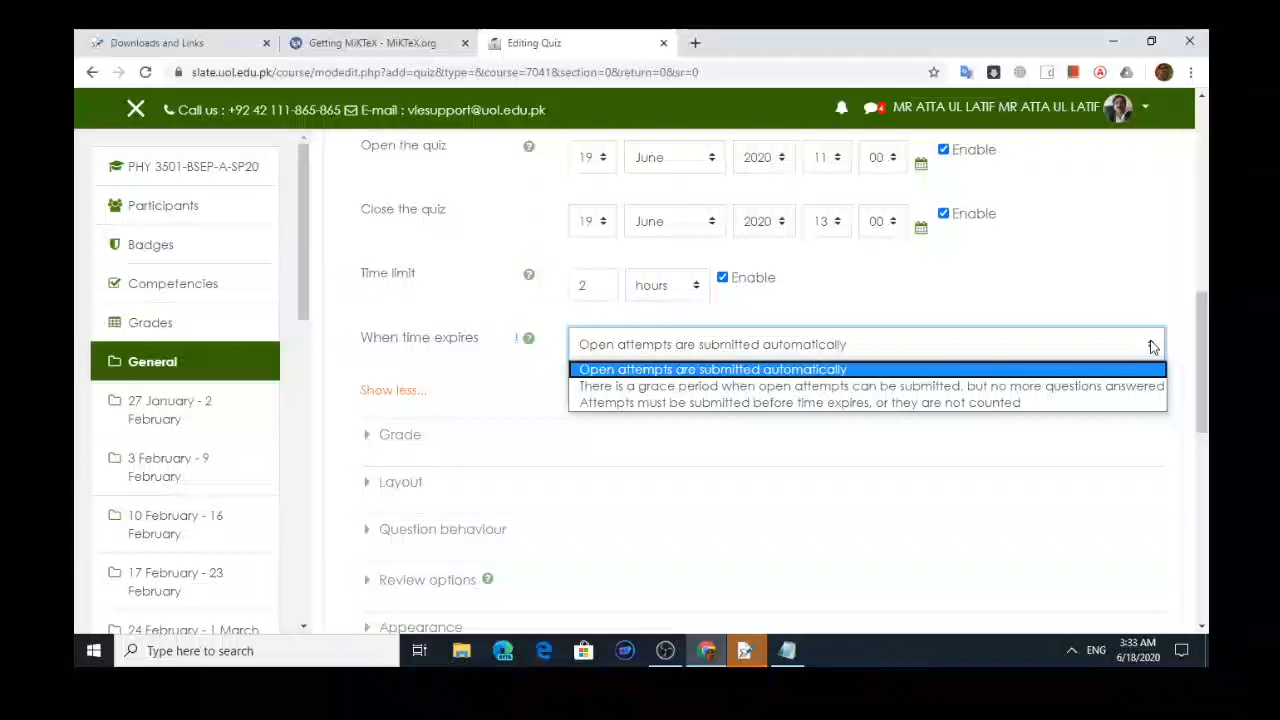 Downloads and Links
Getting MiKTeX - MiKTeX.org
Editing Quiz
slate.uol.edu.pk/course/modedit.php?add=quiz&type=&course=7041&section=0&return=0&sr=0
Call us : +92 42 111-865-865 E-mail : vlesupport@uol.edu.pk
4
MR ATTA UL LATIF MR ATTA UL LATIF
PHY 3501-BSEP-A-SP20
Participants
Badges
Competencies
Grades
General
27 January - 2
February
3 February - 9
February
10 February - 16
February
17 February - 23
February
24 February - 1 March
Open the quiz
19 June 2020 11 00 Enable
Close the quiz
19 June 2020 13 00 Enable
Time limit
2 hours Enable
When time expires
Open attempts are submitted automatically
Open attempts are submitted automatically
There is a grace period when open attempts can be submitted, but no more questions answered
Attempts must be submitted before time expires, or they are not counted
Show less...
Grade
Layout
Question behaviour
Review options
Appearance
Type here to search
ENG
3:33 AM
6/18/2020